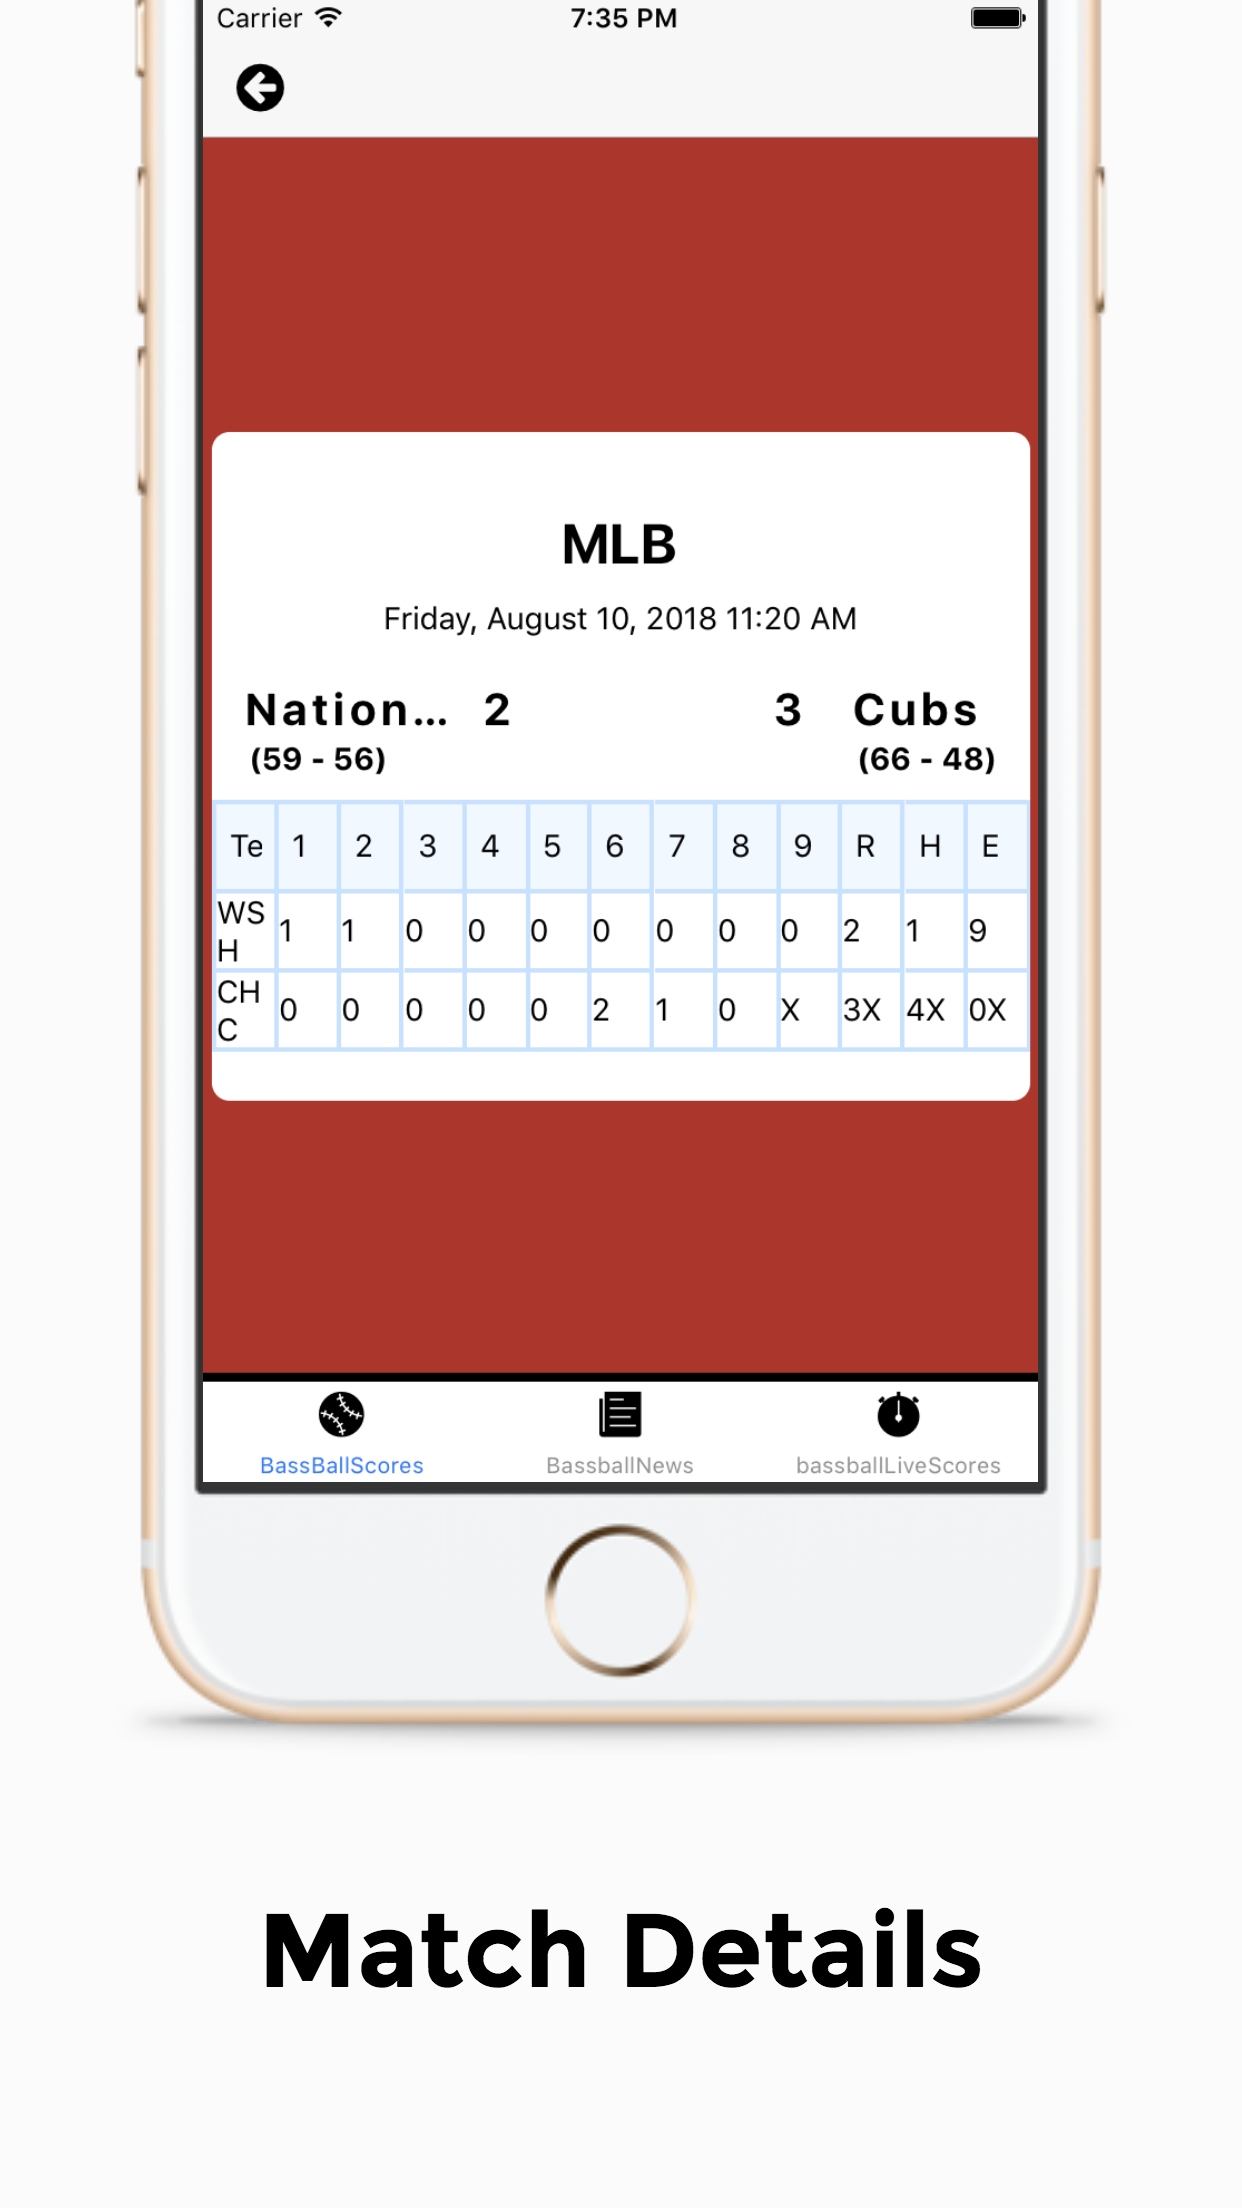 Carrier 7:35 PM
MLB
Friday, August 10, 2018 11:20 AM
Nation... 2 3 Cubs
(59 - 56) (66 - 48)
Te 1 2 3 4 5 6 7 8 9 R H E
WS
H 1 1 0 0 0 0 0 0 0 2 1 9
CH
C 0 0 0 0 0 2 1 0 X 3X 4X 0X
BassBallScores BassballNews bassballLiveScores
Match Details